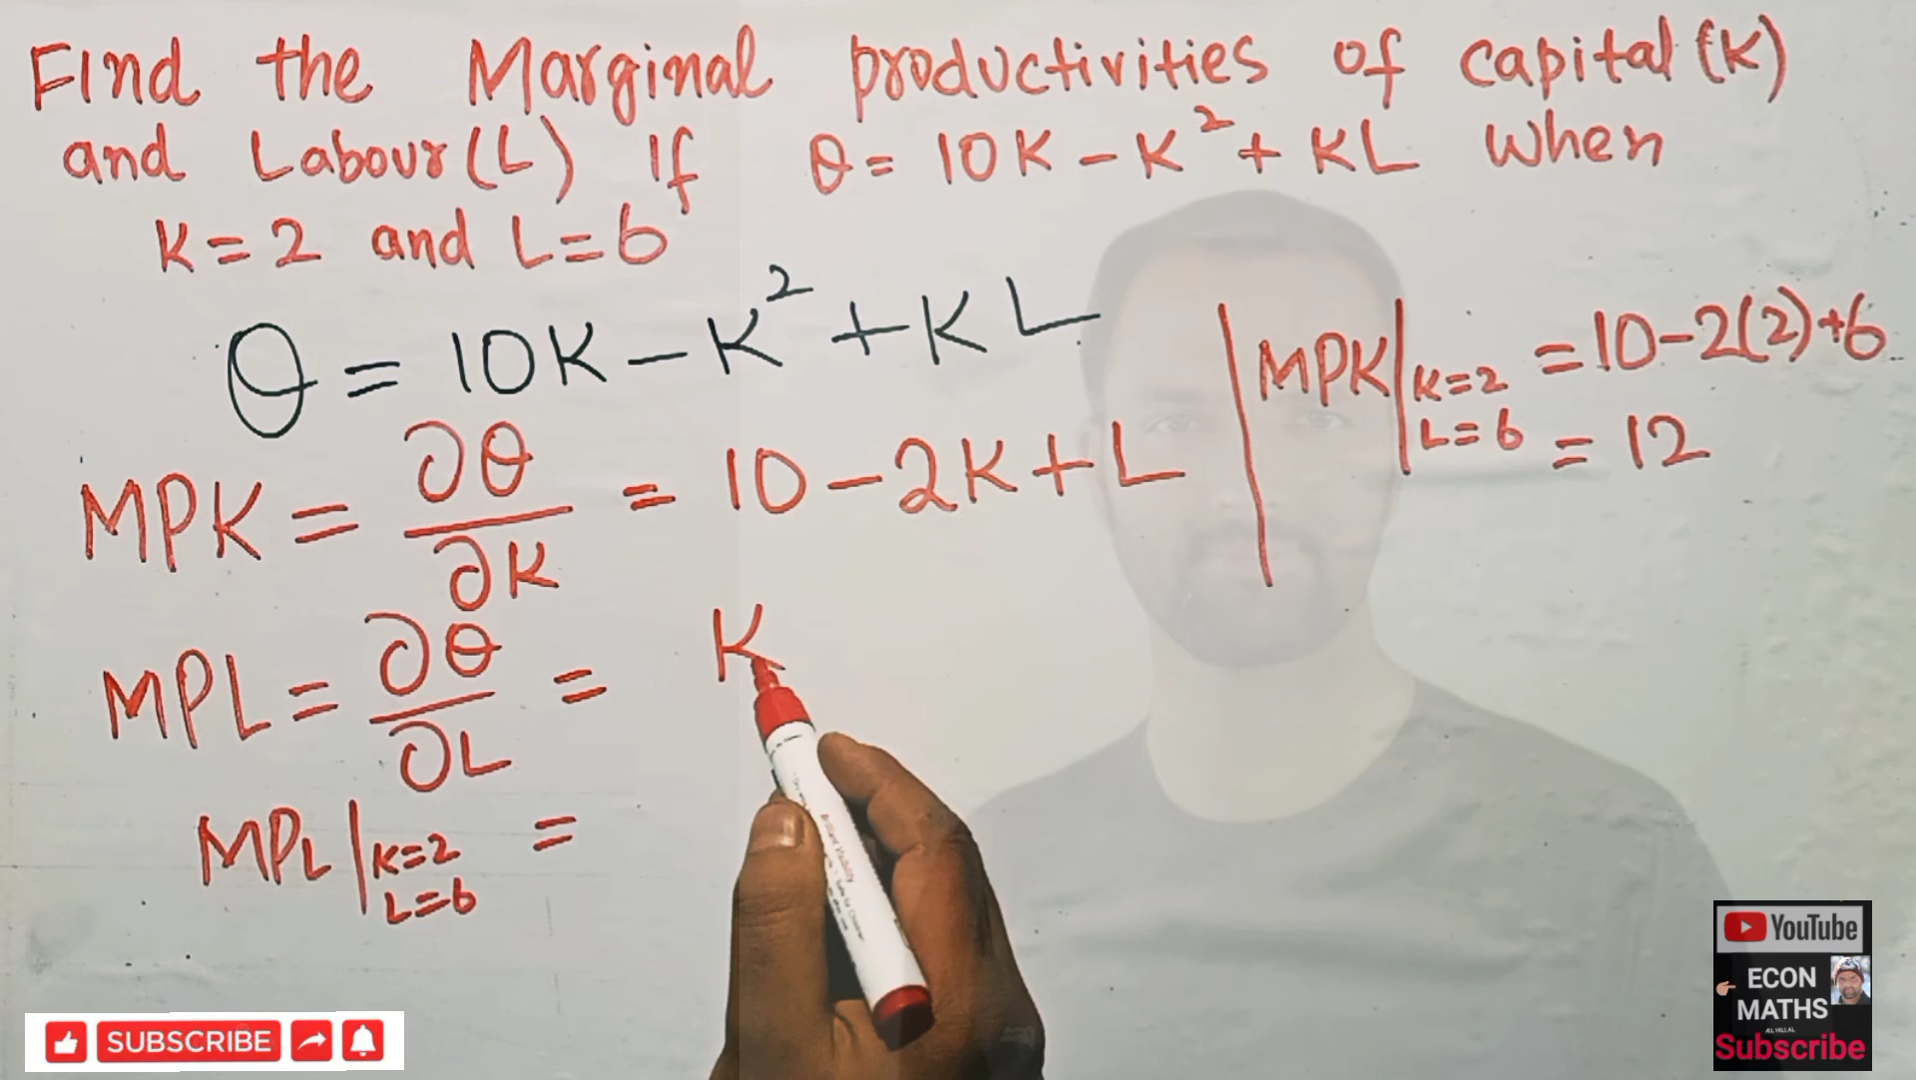 Find the Marginal productivities of capital (K)
and Labour (L) If θ = 10K - K² + KL When
K = 2 and L = 6
θ = 10K - K² + KL
MPK = ∂θ/∂K = 10 - 2K + L
MPK|K=2 L=6 = 10 - 2(2) + 6
= 12
MPL = ∂θ/∂L = K
MPL|K=2 L=6 =
YouTube
ECON
MATHS
Subscribe
SUBSCRIBE